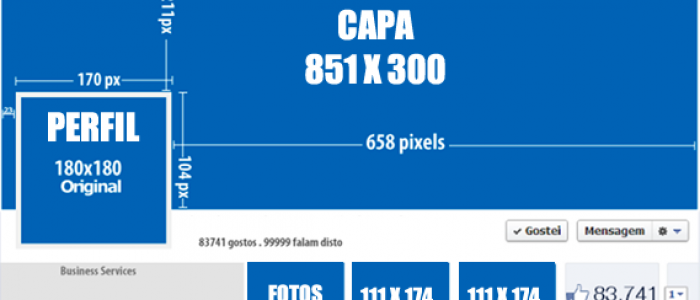 CAPA
851 X 300
11px
170 px
23
PERFIL
180x180
Original
104 px
658 pixels
83741 gostos . 99999 falam disto
Gostei
Mensagem
Business Services
FOTOS
111 X 174
111 X 174
83.741
1